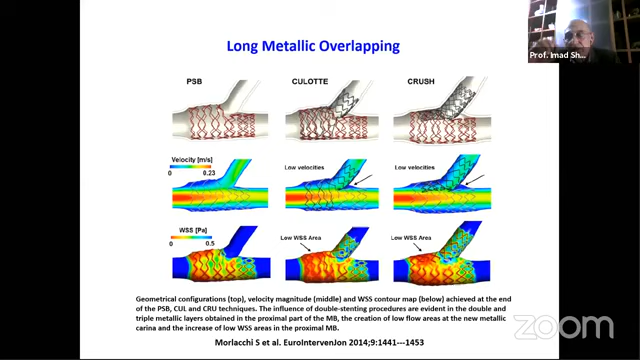 Long Metallic Overlapping
Prof. Imad Sh...
PSB
CULOTTE
CRUSH
Velocity [m/s]
0
0.23
Low velocities
Low velocities
WSS [Pa]
0
0.5
Low WSS Area
Low WSS Area
Geometrical configurations (top), velocity magnitude (middle) and WSS contour map (below) achieved at the end
of the PSB, CUL and CRU techniques. The influence of double-stenting procedures are evident in the double and
triple metallic layers obtained in the proximal part of the MB, the creation of low flow areas at the new metallic
carina and the increase of low WSS areas in the proximal MB.
Morlacchi S et al. EuroIntervenJon 2014;9:1441---1453
zoom